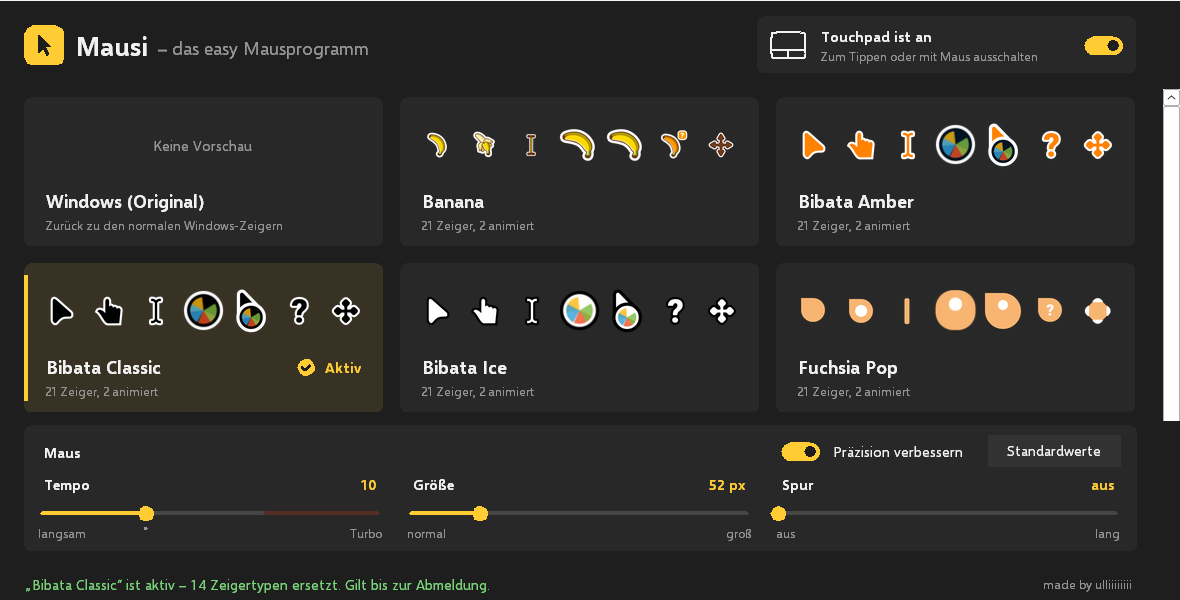 Mausi – das easy Mausprogramm
Touchpad ist an
Zum Tippen oder mit Maus ausschalten
Keine Vorschau
Windows (Original)
Zurück zu den normalen Windows-Zeigern
Banana
21 Zeiger, 2 animiert
Bibata Amber
21 Zeiger, 2 animiert
Bibata Classic
Aktiv
21 Zeiger, 2 animiert
Bibata Ice
21 Zeiger, 2 animiert
Fuchsia Pop
21 Zeiger, 2 animiert
Maus
Präzision verbessern
Standardwerte
Tempo 10
langsam Turbo
Größe 52 px
normal groß
Spur aus
aus lang
„Bibata Classic“ ist aktiv – 14 Zeigertypen ersetzt. Gilt bis zur Abmeldung.
made by ulliiiiiiii